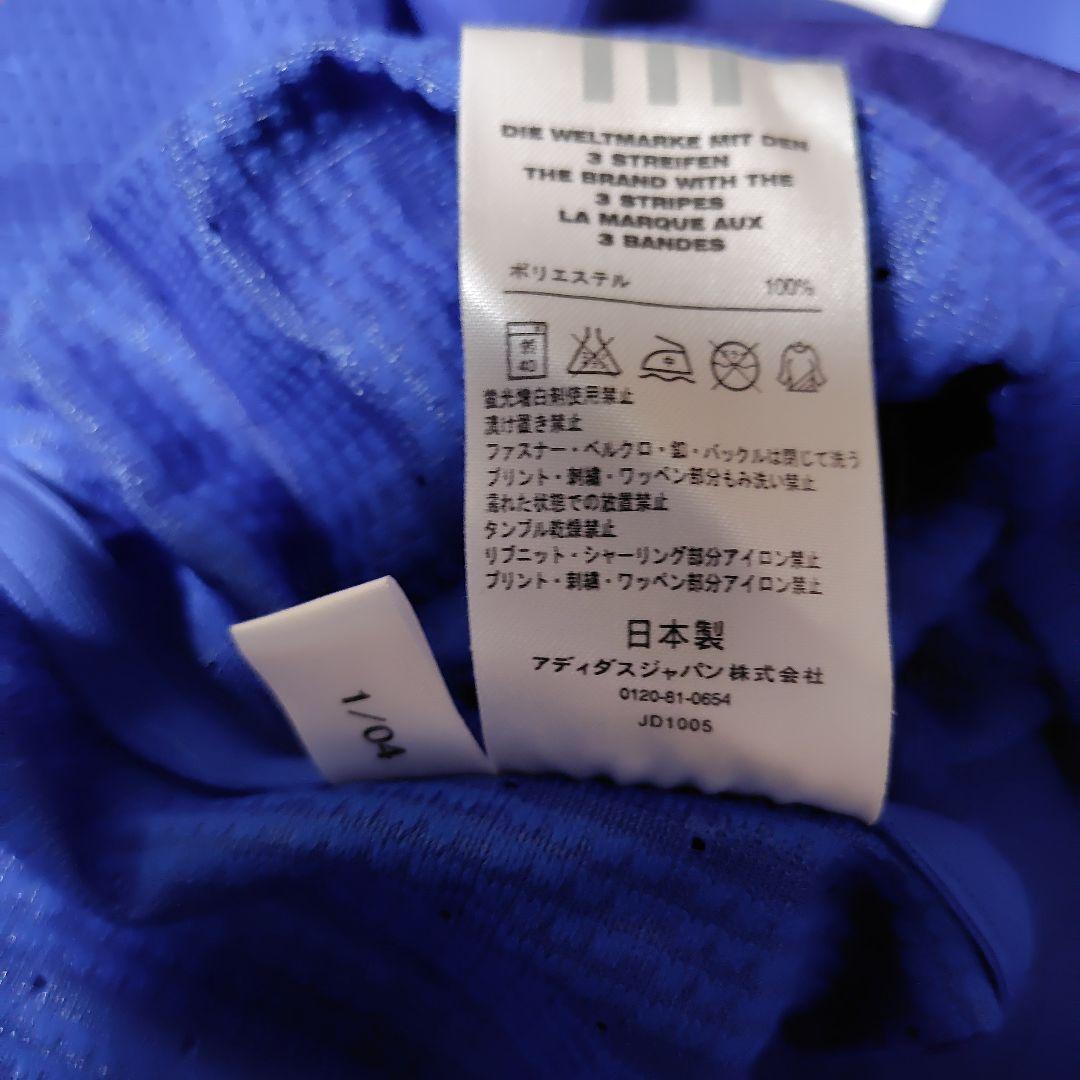 DIE WELTMARKE MIT DEN
3 STREIFEN
THE BRAND WITH THE
3 STRIPES
LA MARQUE AUX
3 BANDES
ポリエステル 100%
40
蛍光増白剤使用禁止
漬け置き禁止
ファスナー・ベルクロ・釦・バックルは閉じて洗う
プリント・刺繍・ワッペン部分もみ洗い禁止
濡れた状態での放置禁止
タンブル乾燥禁止
リブニット・シャーリング部分アイロン禁止
プリント・刺繍・ワッペン部分アイロン禁止
日本製
アディダスジャパン株式会社
0120-81-0654
JD1005
1/04